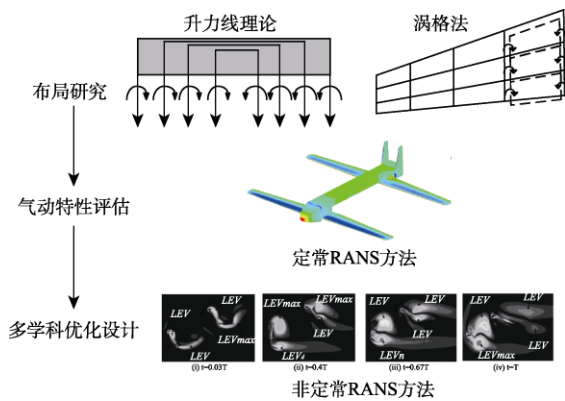 升力线理论
涡格法
布局研究
气动特性评估
定常RANS方法
多学科优化设计
LEV
LEV
LEVmax
LEV
(i) t=0.03T
LEVmax
LEVmax
LEV
LEV₄
(ii) t=0.4T
LEV
LEV
LEVn
(iii) t=0.67T
LEV
LEV
LEVmax
(iv) t=T
非定常RANS方法